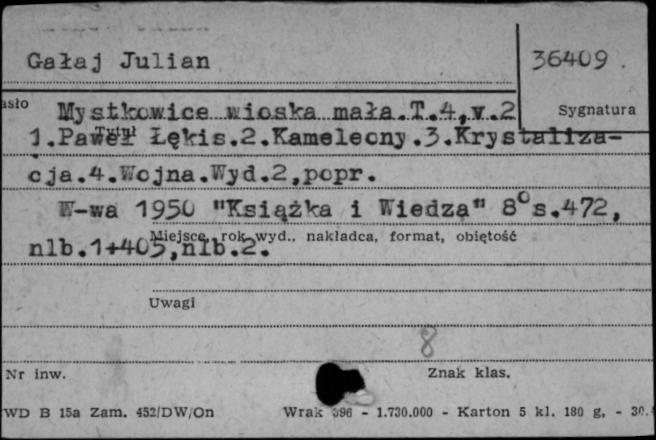 Gałaj Julian
36409.
asło
Mystkowice wioska mała.T.4,v.2
Sygnatura
1.Paweł Łękis.2.Kameleony.3.Krystaliza-
Tytuł
cja.4.Wojna.Wyd.2,popr.
W-wa 1950 "Książka i Wiedza" 8° s.472,
Miejsce, rok wyd., nakładca, format, obiętość
nlb.1+405,nlb.2.
Uwagi
8
Nr inw.
Znak klas.
WD B 15a Zam. 452/DW/On
Wrak 396 - 1.730.000 - Karton 5 kl. 180 g, - 30.